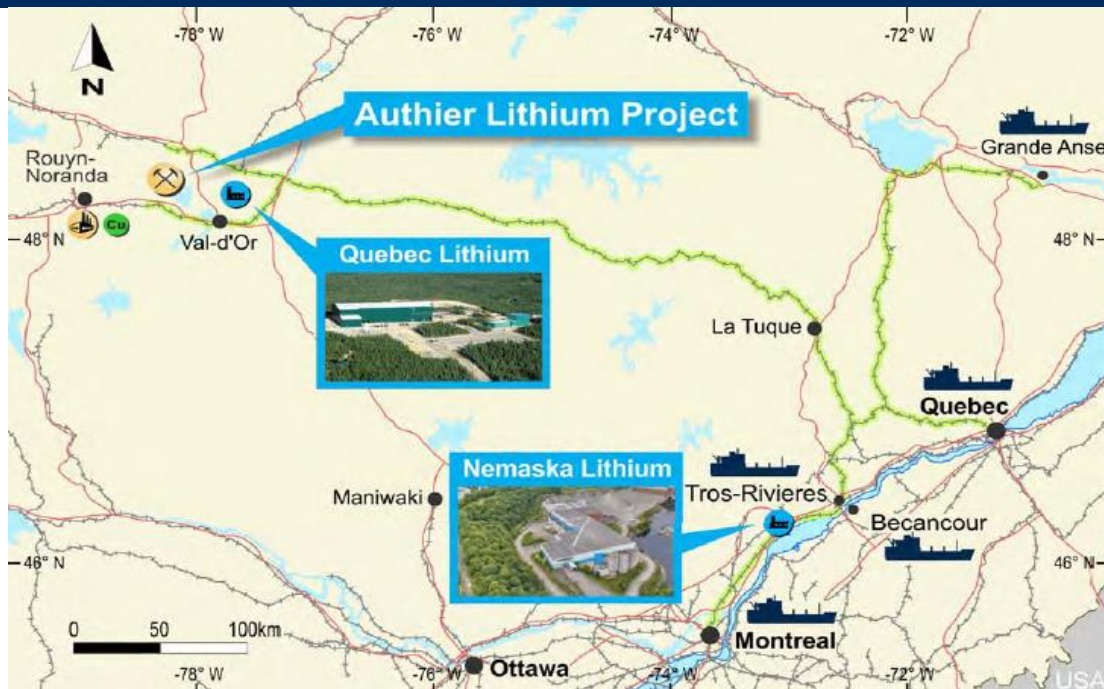 -78° W
-76° W
-74° W
-72° W
N
Authier Lithium Project
Grande Anse
Rouyn-
Noranda
Cu
Val-d'Or
48° N
48° N
Quebec Lithium
La Tuque
Quebec
Nemaska Lithium
Maniwaki
Tros-Rivieres
Becancour
46° N
46° N
0 50 100km
Montreal
Ottawa
-78° W
-76° W
-74° W
-72° W
USA